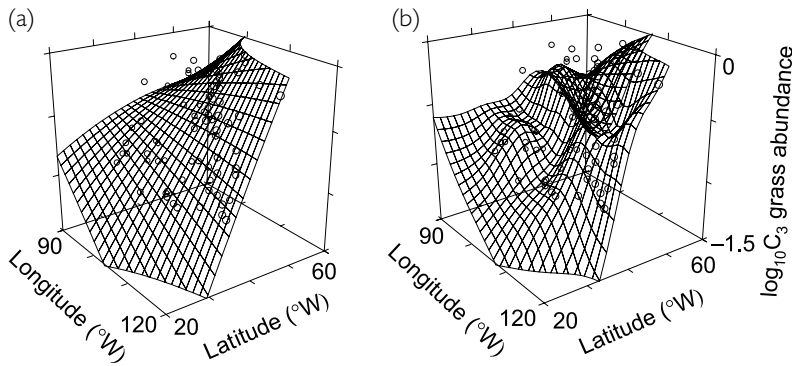 (a)
90
Longitude (°W)
120
20
Latitude (°W)
60
(b)
90
Longitude (°W)
120
20
Latitude (°W)
60
0
−1.5
log₁₀C₃ grass abundance